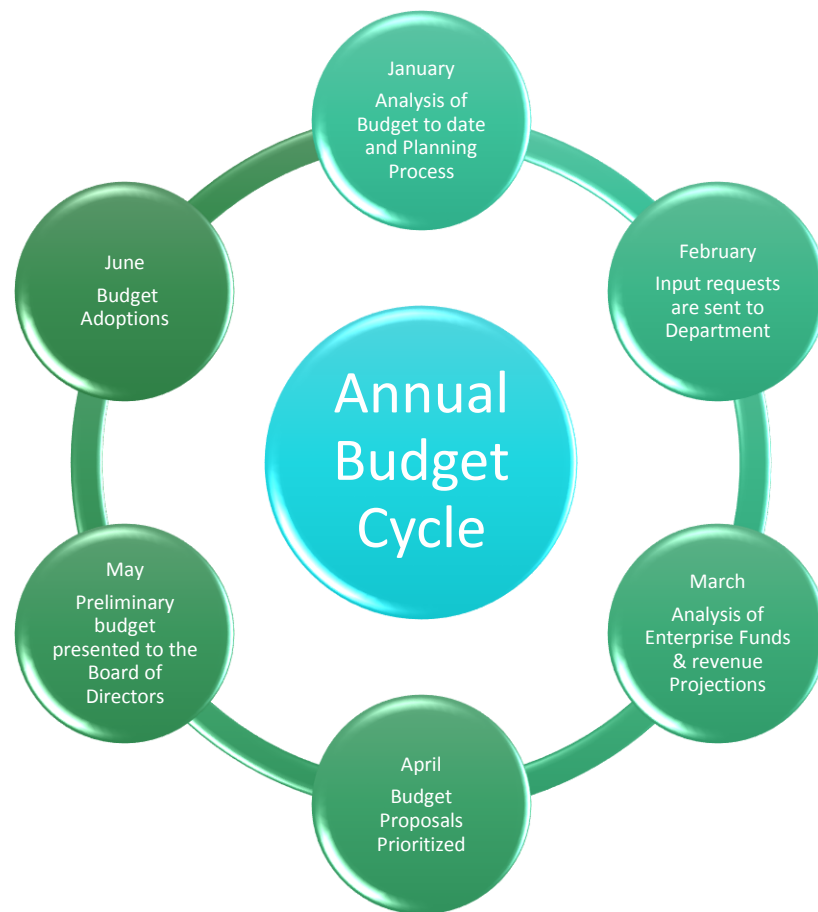 January
Analysis of
Budget to date
and Planning
Process
February
Input requests
are sent to
Department
March
Analysis of
Enterprise Funds
& revenue
Projections
April
Budget
Proposals
Prioritized
May
Preliminary
budget
presented to the
Board of
Directors
June
Budget
Adoptions
Annual
Budget
Cycle